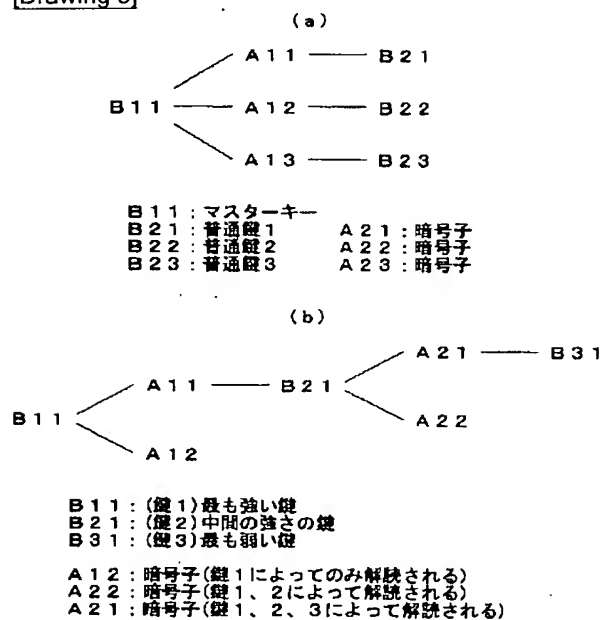 (a)
A11 B21
B11 A12 B22
A13 B23
B11:マスターキー
B21:普通鍵1 A21:暗号子
B22:普通鍵2 A22:暗号子
B23:普通鍵3 A23:暗号子
(b)
A21 B31
A11 B21
B11 A22
A12
B11:(鍵1)最も強い鍵
B21:(鍵2)中間の強さの鍵
B31:(鍵3)最も弱い鍵
A12:暗号子(鍵1によってのみ解読される)
A22:暗号子(鍵1、2によって解読される)
A21:暗号子(鍵1、2、3によって解読される)